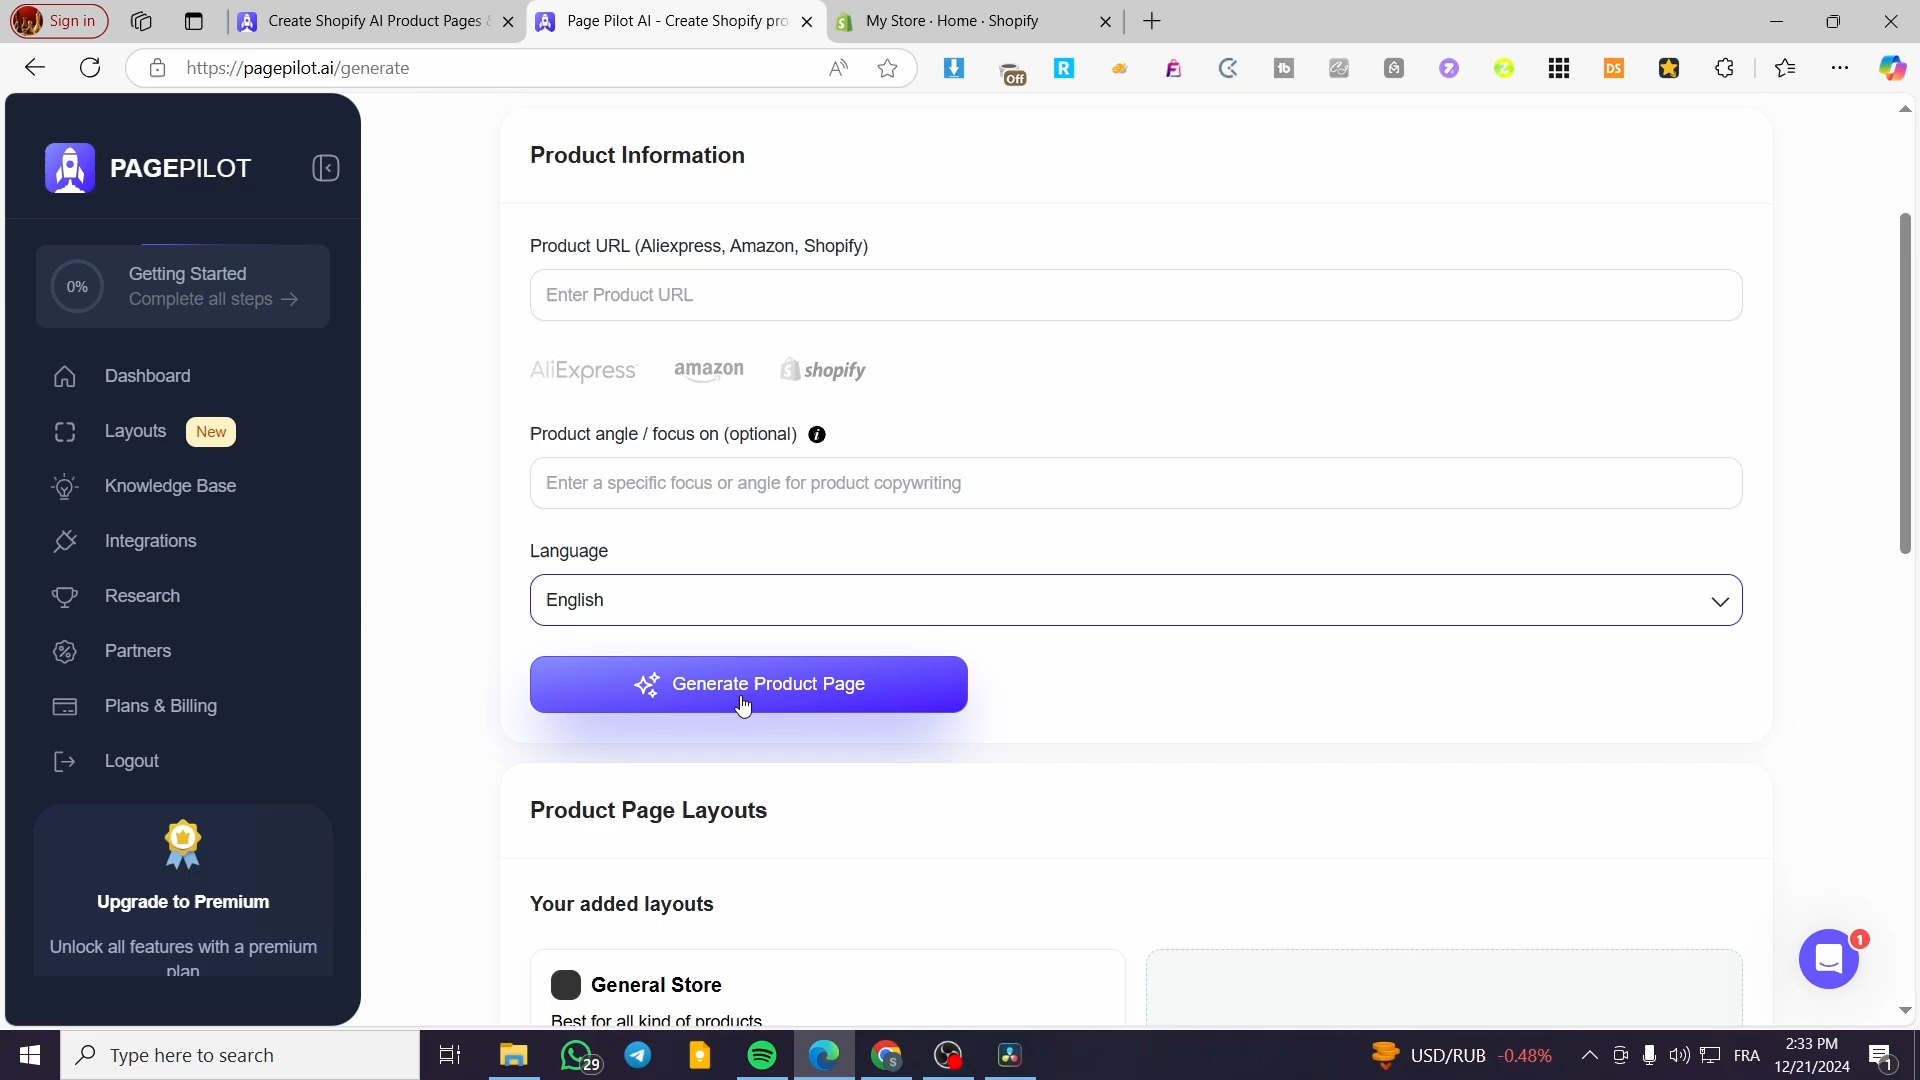 Sign in
Create Shopify AI Product Pages
Page Pilot AI - Create Shopify pro
My Store · Home · Shopify
https://pagepilot.ai/generate
Off
PAGEPILOT
0%
Getting Started
Complete all steps →
Dashboard
Layouts
New
Knowledge Base
Integrations
Research
Partners
Plans & Billing
Logout
Upgrade to Premium
Unlock all features with a premium
plan
Product Information
Product URL (Aliexpress, Amazon, Shopify)
Enter Product URL
AliExpress
amazon
shopify
Product angle / focus on (optional)
Enter a specific focus or angle for product copywriting
Language
English
Generate Product Page
Product Page Layouts
Your added layouts
General Store
Best for all kind of products
1
Type here to search
29
USD/RUB -0.48%
FRA
2:33 PM
12/21/2024
1